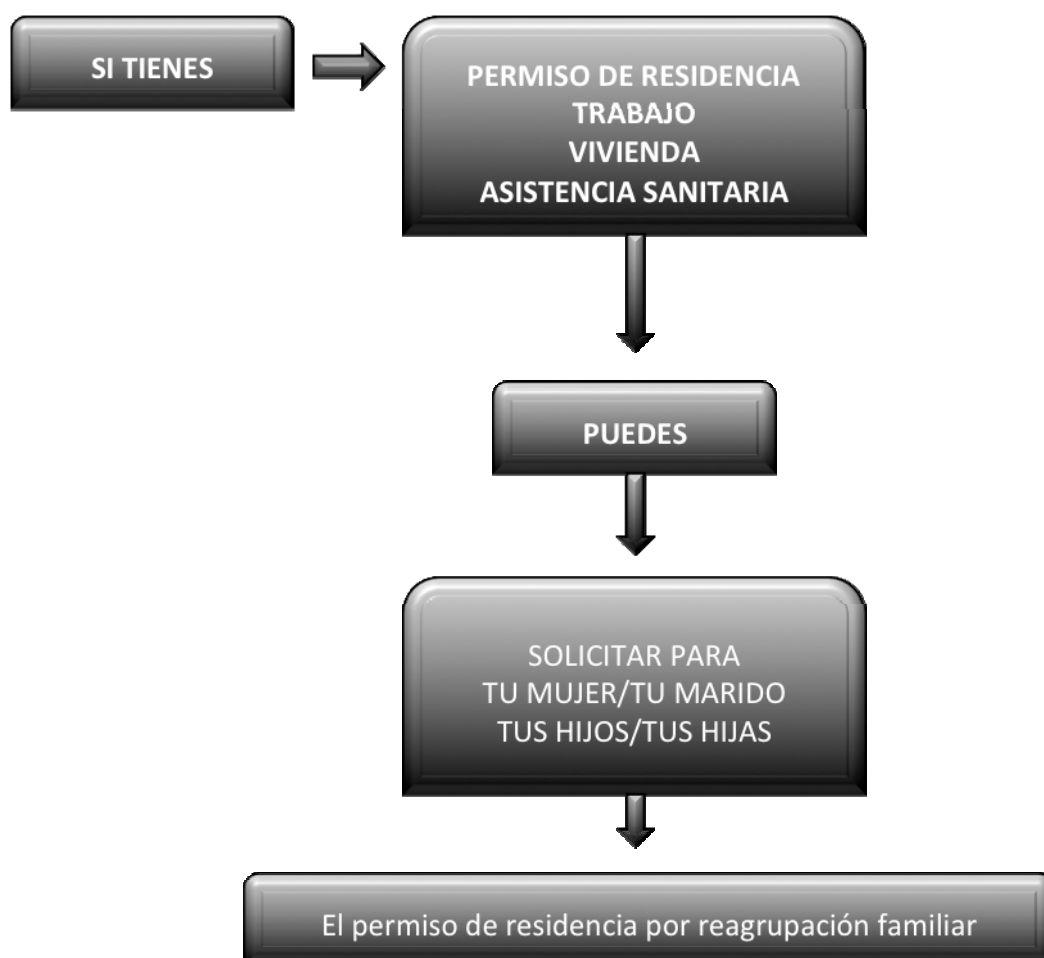 SI TIENES
PERMISO DE RESIDENCIA
TRABAJO
VIVIENDA
ASISTENCIA SANITARIA
PUEDES
SOLICITAR PARA
TU MUJER/TU MARIDO
TUS HIJOS/TUS HIJAS
El permiso de residencia por reagrupación familiar